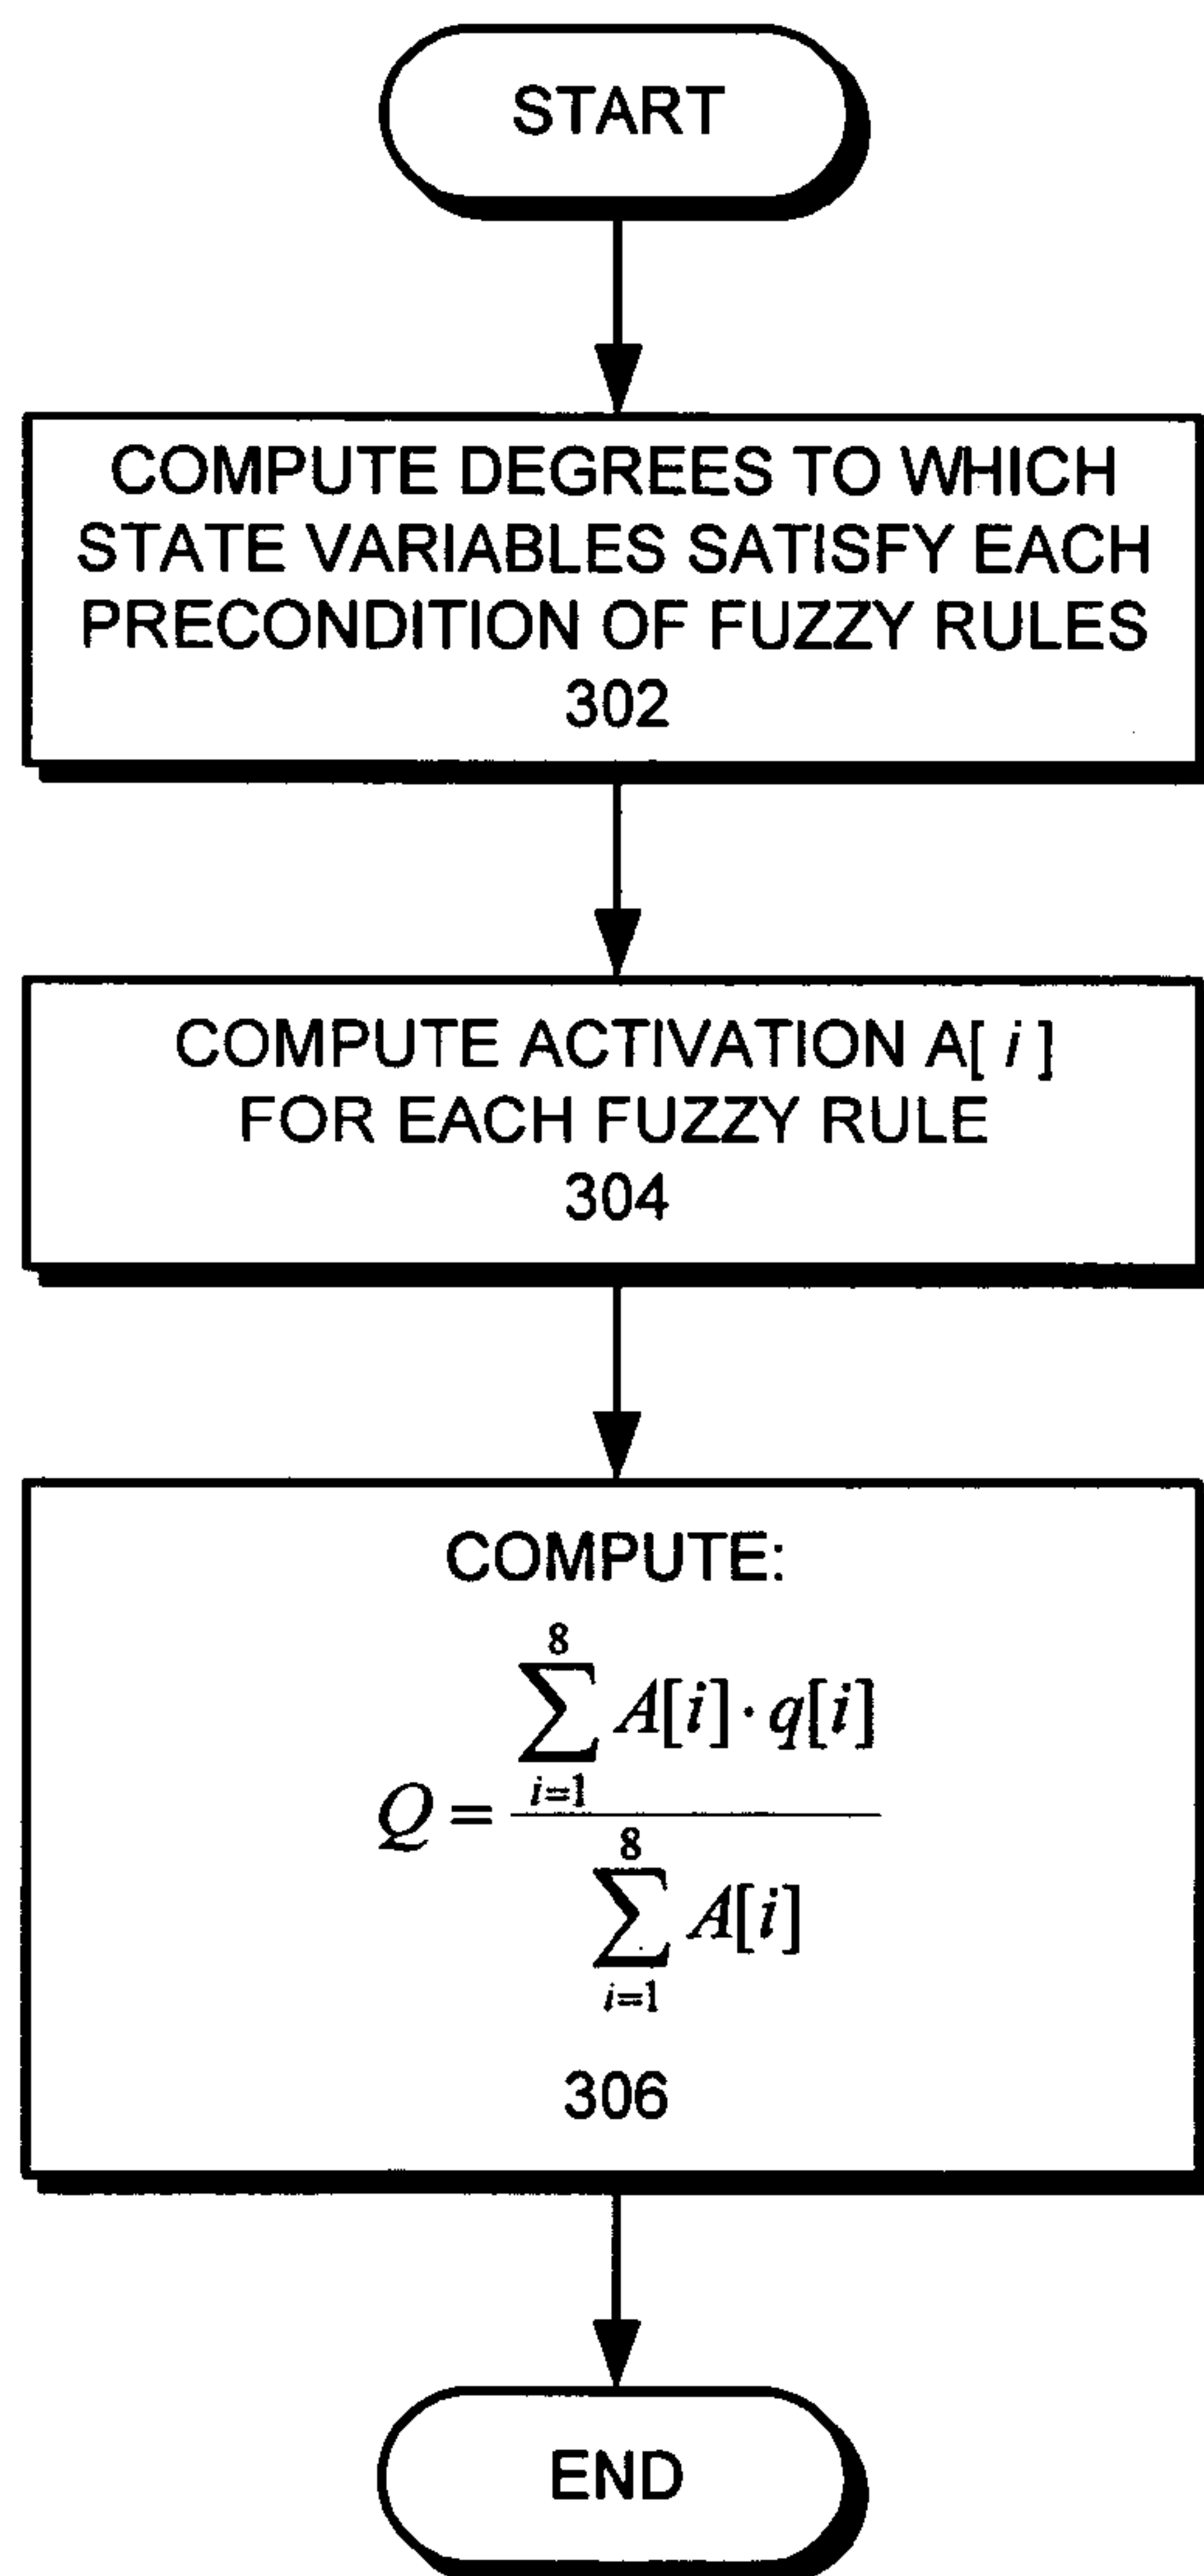 START
COMPUTE DEGREES TO WHICH
STATE VARIABLES SATISFY EACH
PRECONDITION OF FUZZY RULES
302
COMPUTE ACTIVATION A[ i ]
FOR EACH FUZZY RULE
304
COMPUTE:
8
∑ A[i] · q[i]
i=1
Q =
8
∑ A[i]
i=1
306
END